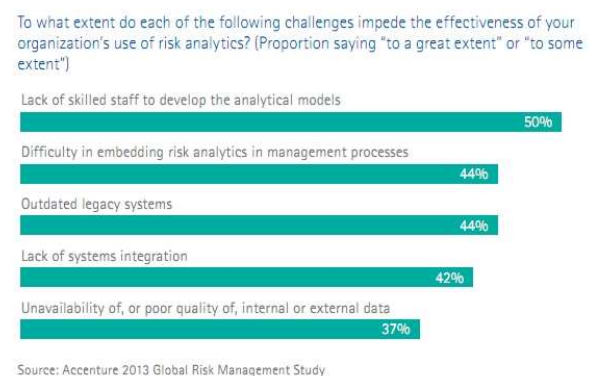 To what extent do each of the following challenges impede the effectiveness of your
organization's use of risk analytics? (Proportion saying “to a great extent” or “to some
extent”)
Lack of skilled staff to develop the analytical models
50%
Difficulty in embedding risk analytics in management processes
44%
Outdated legacy systems
44%
Lack of systems integration
42%
Unavailability of, or poor quality of, internal or external data
37%
Source: Accenture 2013 Global Risk Management Study